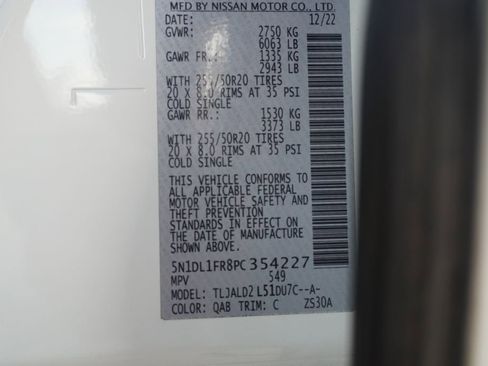 MFD BY NISSAN MOTOR CO., LTD.
DATE: 12/22
GVWR: 2750 KG
6063 LB
GAWR FR.: 1335 KG
2943 LB
WITH 255/50R20 TIRES
20 X 8.0 RIMS AT 35 PSI
COLD SINGLE
GAWR RR.: 1530 KG
3373 LB
WITH 255/50R20 TIRES
20 X 8.0 RIMS AT 35 PSI
COLD SINGLE
THIS VEHICLE CONFORMS TO
ALL APPLICABLE FEDERAL
MOTOR VEHICLE SAFETY AND
THEFT PREVENTION
STANDARDS IN EFFECT ON
THE DATE OF MANUFACTURE
5N1DL1FR8PC354227
MPV 549
MODEL: TLJALD2 L51DU7C--A-
COLOR: QAB TRIM: C ZS30A